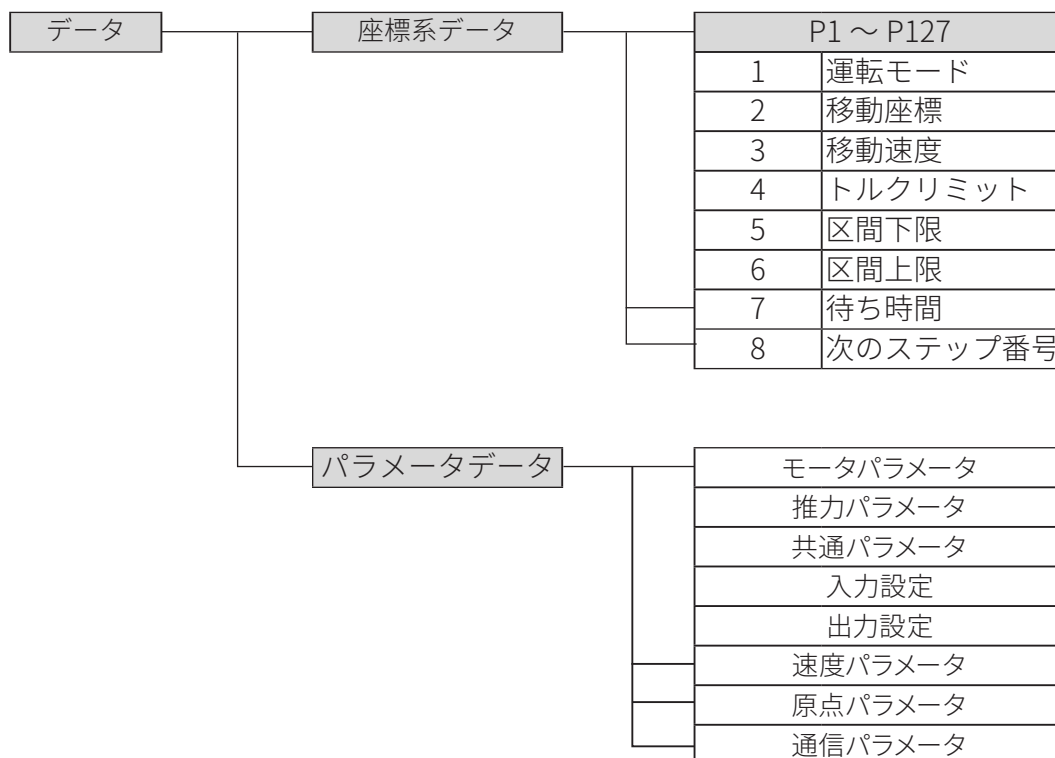 データ
座標系データ
P1 ～ P127
1 運転モード
2 移動座標
3 移動速度
4 トルクリミット
5 区間下限
6 区間上限
7 待ち時間
8 次のステップ番号
パラメータデータ
モータパラメータ
推力パラメータ
共通パラメータ
入力設定
出力設定
速度パラメータ
原点パラメータ
通信パラメータ